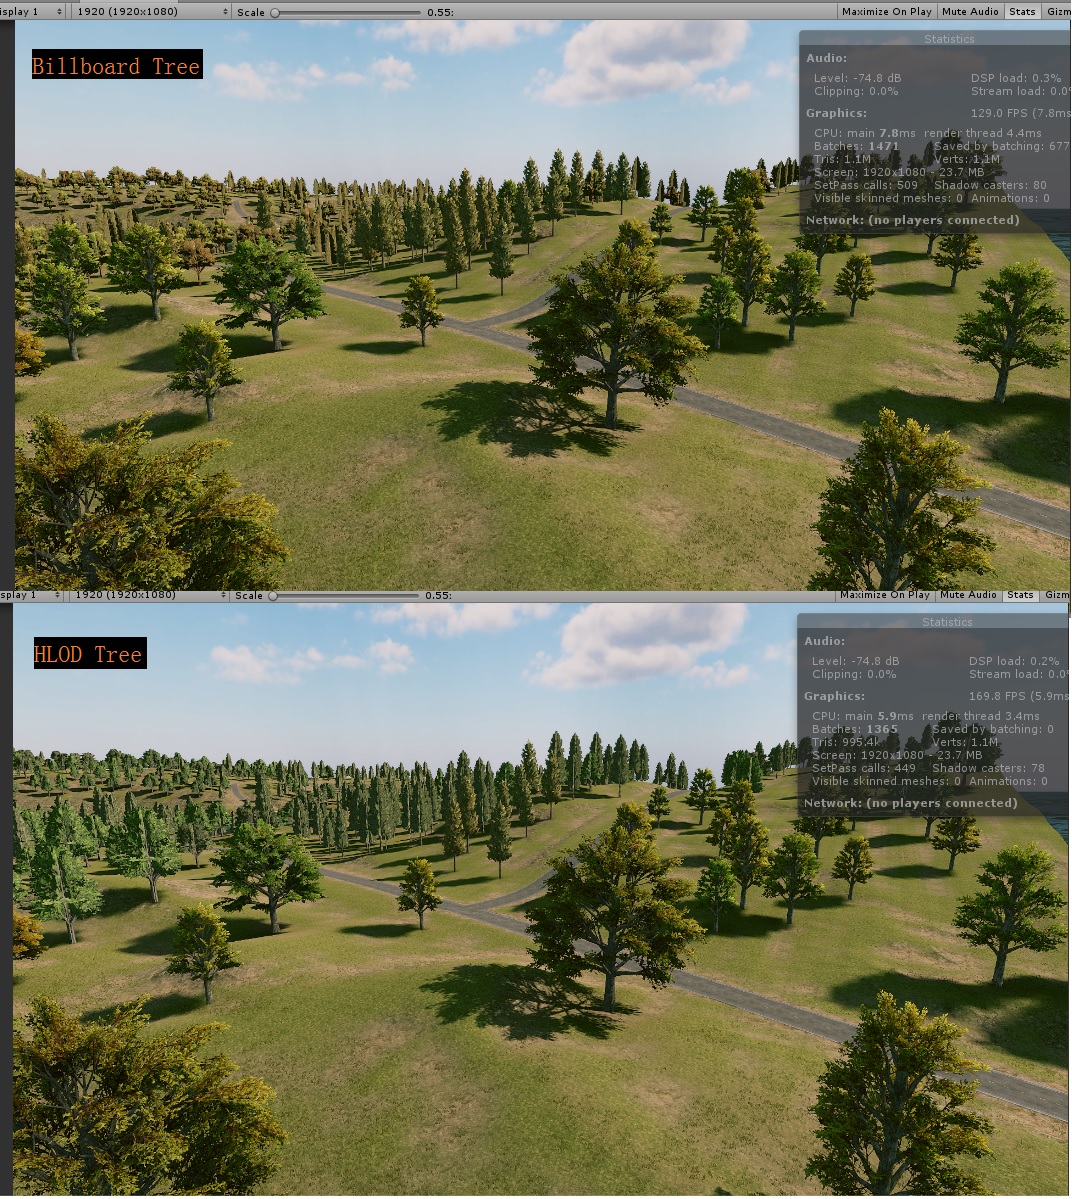 isplay 1 1920 (1920x1080) Scale 0.55: Maximize On Play Mute Audio Stats Gizm
Billboard Tree
Statistics
Audio:
Level: -74.8 dB DSP load: 0.3%
Clipping: 0.0% Stream load: 0.0%
Graphics: 129.0 FPS (7.8ms
CPU: main 7.8ms render thread 4.4ms
Batches: 1471 Saved by batching: 677
Tris: 1.1M Verts: 1.1M
Screen: 1920x1080 - 23.7 MB
SetPass calls: 509 Shadow casters: 80
Visible skinned meshes: 0 Animations: 0
Network: (no players connected)
splay 1 1920 (1920x1080) Scale 0.55: Maximize On Play Mute Audio Stats Gizm
HLOD Tree
Statistics
Audio:
Level: -74.8 dB DSP load: 0.2%
Clipping: 0.0% Stream load: 0.0
Graphics: 169.8 FPS (5.9ms
CPU: main 5.9ms render thread 3.4ms
Batches: 1365 Saved by batching: 0
Tris: 995.4k Verts: 1.1M
Screen: 1920x1080 - 23.7 MB
SetPass calls: 449 Shadow casters: 78
Visible skinned meshes: 0 Animations: 0
Network: (no players connected)